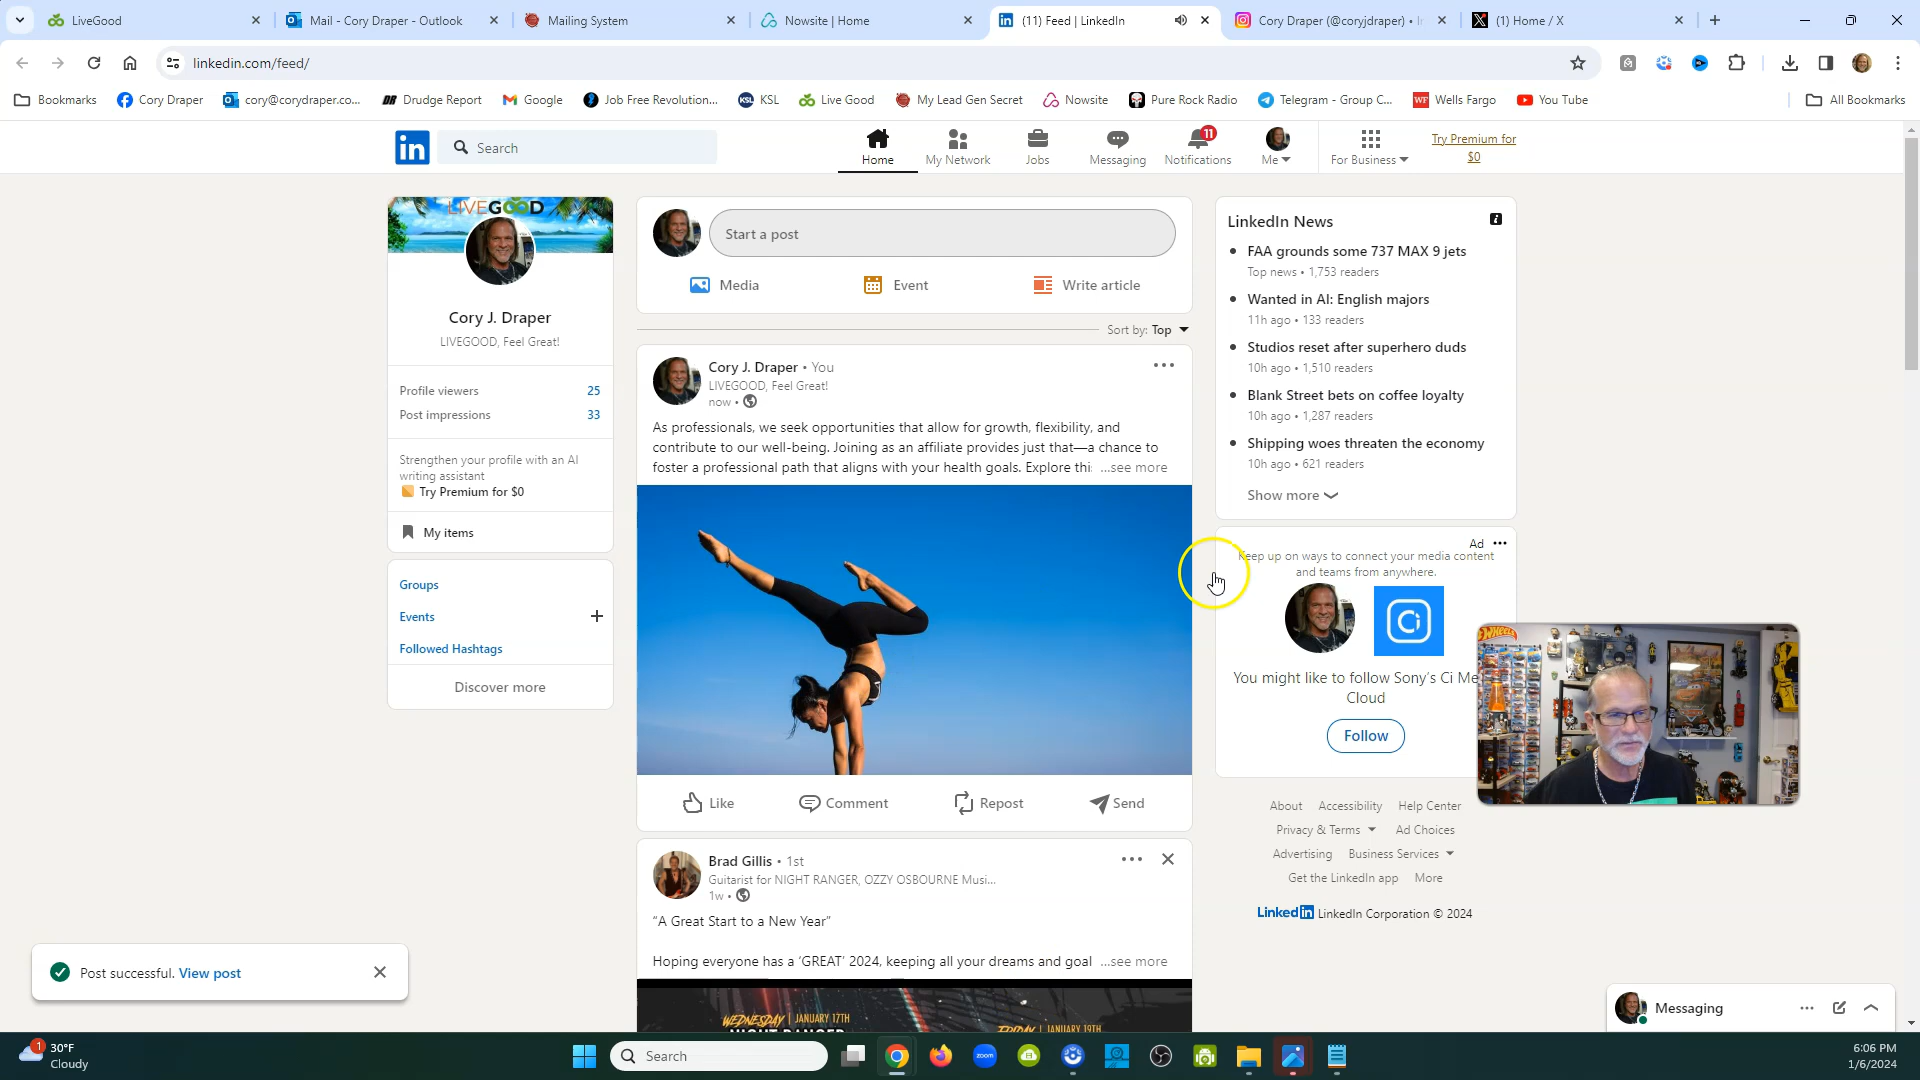 LiveGood
Mail - Cory Draper - Outlook
Mailing System
Nowsite | Home
(11) Feed | LinkedIn
Cory Draper (@coryjdraper) •
(1) Home / X
linkedin.com/feed/
Bookmarks
Cory Draper
cory@corydraper.co...
Drudge Report
Google
Job Free Revolution...
KSL
Live Good
My Lead Gen Secret
Nowsite
Pure Rock Radio
Telegram - Group C...
Wells Fargo
You Tube
All Bookmarks
in
Search
Home
My Network
Jobs
Messaging
11
Notifications
Me
For Business
Try Premium for
$0
LIVEGOOD
Cory J. Draper
LIVEGOOD, Feel Great!
Profile viewers 25
Post impressions 33
Strengthen your profile with an AI
writing assistant
Try Premium for $0
My items
Groups
Events
Followed Hashtags
Discover more
Start a post
Media
Event
Write article
Sort by: Top
Cory J. Draper • You
LIVEGOOD, Feel Great!
now •
As professionals, we seek opportunities that allow for growth, flexibility, and
contribute to our well-being. Joining as an affiliate provides just that—a chance to
foster a professional path that aligns with your health goals. Explore thi ...see more
Like
Comment
Repost
Send
Brad Gillis • 1st
Guitarist for NIGHT RANGER, OZZY OSBOURNE Musi...
1w •
"A Great Start to a New Year"
Hoping everyone has a 'GREAT' 2024, keeping all your dreams and goal ...see more
WEDNESDAY | JANUARY 17TH
NIGHT RANGER
FRIDAY | JANUARY 19TH
LinkedIn News
FAA grounds some 737 MAX 9 jets
Top news • 1,753 readers
Wanted in AI: English majors
11h ago • 133 readers
Studios reset after superhero duds
10h ago • 1,510 readers
Blank Street bets on coffee loyalty
10h ago • 1,287 readers
Shipping woes threaten the economy
10h ago • 621 readers
Show more
Ad
Keep up on ways to connect your media content
and teams from anywhere.
Ci
You might like to follow Sony's Ci Me
Cloud
Follow
About Accessibility Help Center
Privacy & Terms Ad Choices
Advertising Business Services
Get the LinkedIn app More
LinkedIn LinkedIn Corporation © 2024
Post successful. View post
Messaging
1
30°F
Cloudy
Search
zoom
6:06 PM
1/6/2024